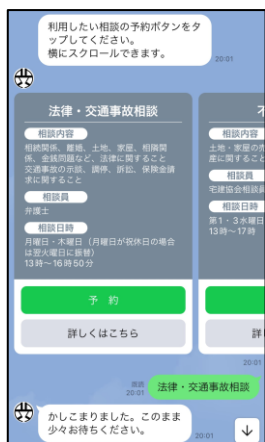 利用したい相談の予約ボタンをタ
ップしてください。
横にスクロールできます。
20:01
法律・交通事故相談
相談内容
相続関係、離婚、土地、家屋、相隣関
係、金銭問題など、法律に関すること
交通事故の示談、調停、訴訟、保険金請
求に関すること
相談員
弁護士
相談日時
月曜日・木曜日（月曜日が祝休日の場合
は翌火曜日に振替）
13時～16時50分
予 約
詳しくはこちら
不
相談内容
土地・家屋の売
産に関すること
相談員
宅建協会相談員
相談日時
第1・3水曜日
13時～17時
詳し
20:01
既読
20:01
法律・交通事故相談
かしこまりました。このまま
少々お待ちください。
20:01